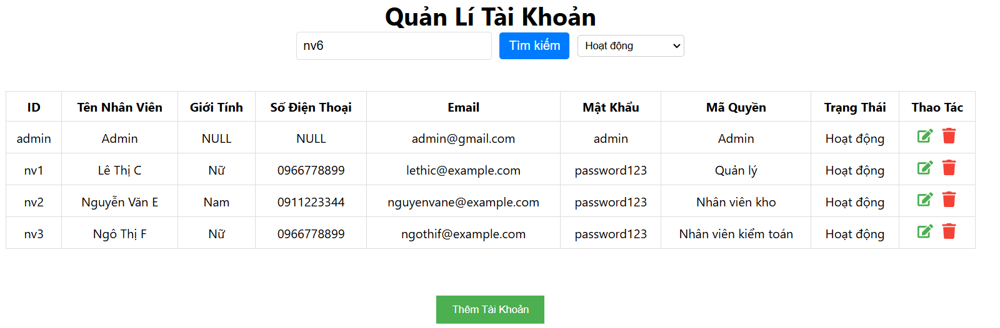 Quản Lí Tài Khoản
nv6 Tìm kiếm Hoạt động
ID Tên Nhân Viên Giới Tính Số Điện Thoại Email Mật Khẩu Mã Quyền Trạng Thái Thao Tác
admin Admin NULL NULL admin@gmail.com admin Admin Hoạt động
nv1 Lê Thị C Nữ 0966778899 lethic@example.com password123 Quản lý Hoạt động
nv2 Nguyễn Văn E Nam 0911223344 nguyenvane@example.com password123 Nhân viên kho Hoạt động
nv3 Ngô Thị F Nữ 0966778899 ngothif@example.com password123 Nhân viên kiểm toán Hoạt động
Thêm Tài Khoản